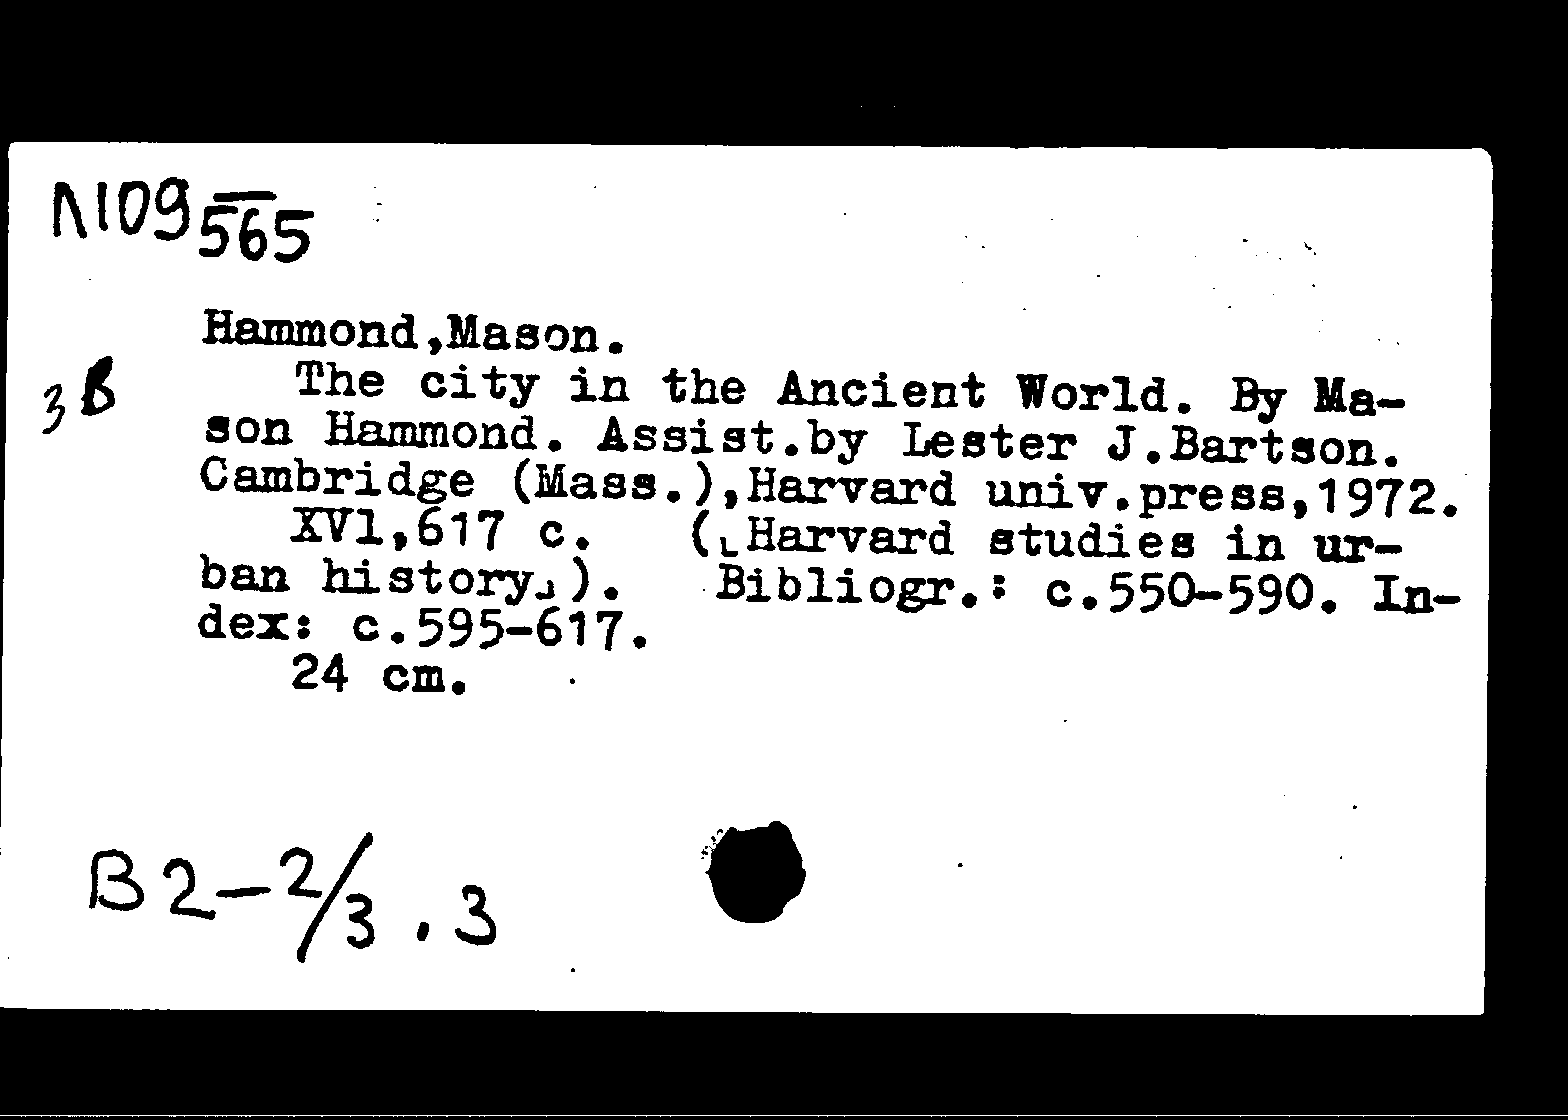 Л109 565
Hammond,Mason.
3B
The city in the Ancient World. By Ma-
son Hammond. Assist.by Lester J.Bartson.
Cambridge (Mass.),Harvard univ.press,1972.
XVl,617 c. (⌞Harvard studies in ur-
ban history⌟). Bibliogr.: c.550-590. In-
dex: c.595-617.
24 cm.
B2-2/3.3